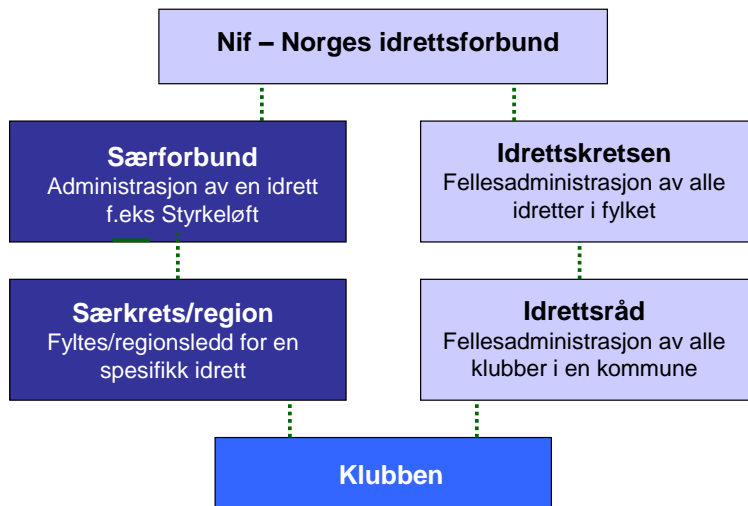 Nif – Norges idrettsforbund
Særforbund
Administrasjon av en idrett
f.eks Styrkeløft
Idrettskretsen
Fellesadministrasjon av alle
idretter i fylket
Særkrets/region
Fyltes/regionsledd for en
spesifikk idrett
Idrettsråd
Fellesadministrasjon av alle
klubber i en kommune
Klubben